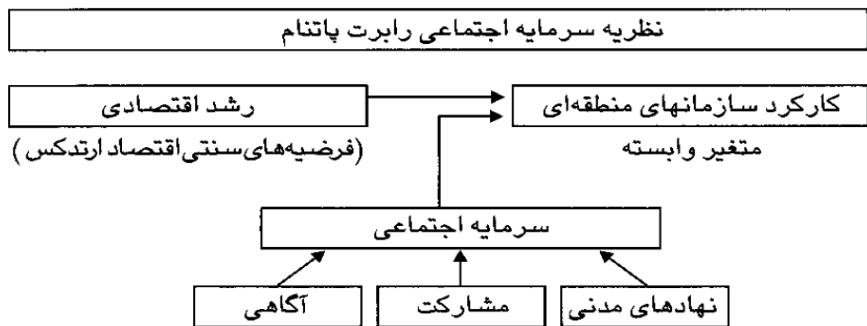 نظریه سرمایه اجتماعی رابرت پاتنام
کارکرد سازمانهای منطقه‌ای
رشد اقتصادی
متغیر وابسته
(فرضیه‌های سنتی اقتصاد ارتدکس)
سرمایه اجتماعی
نهادهای مدنی
مشارکت
آگاهی